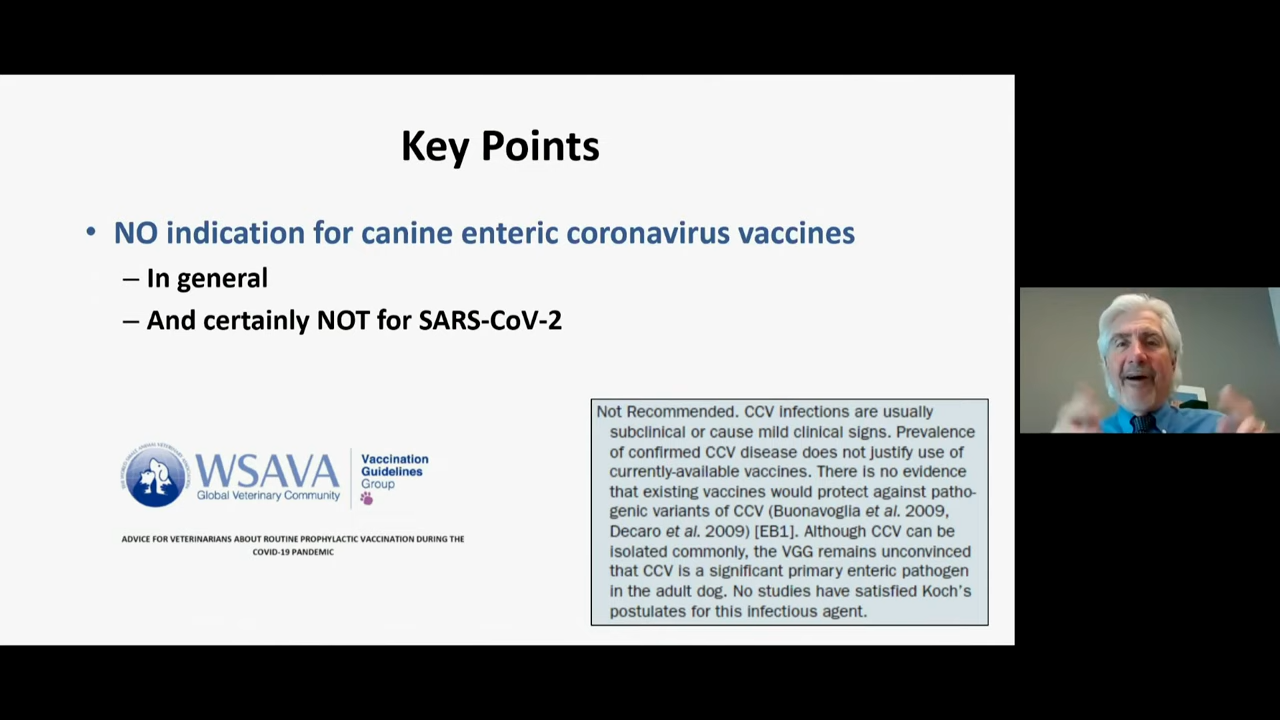 Key Points
• NO indication for canine enteric coronavirus vaccines
– In general
– And certainly NOT for SARS-CoV-2
WSAVA
Global Veterinary Community
Vaccination
Guidelines
Group
ADVICE FOR VETERINARIANS ABOUT ROUTINE PROPHYLACTIC VACCINATION DURING THE
COVID-19 PANDEMIC
Not Recommended. CCV infections are usually
subclinical or cause mild clinical signs. Prevalence
of confirmed CCV disease does not justify use of
currently-available vaccines. There is no evidence
that existing vaccines would protect against patho-
genic variants of CCV (Buonavoglia et al. 2009,
Decaro et al. 2009) [EB1]. Although CCV can be
isolated commonly, the VGG remains unconvinced
that CCV is a significant primary enteric pathogen
in the adult dog. No studies have satisfied Koch's
postulates for this infectious agent.